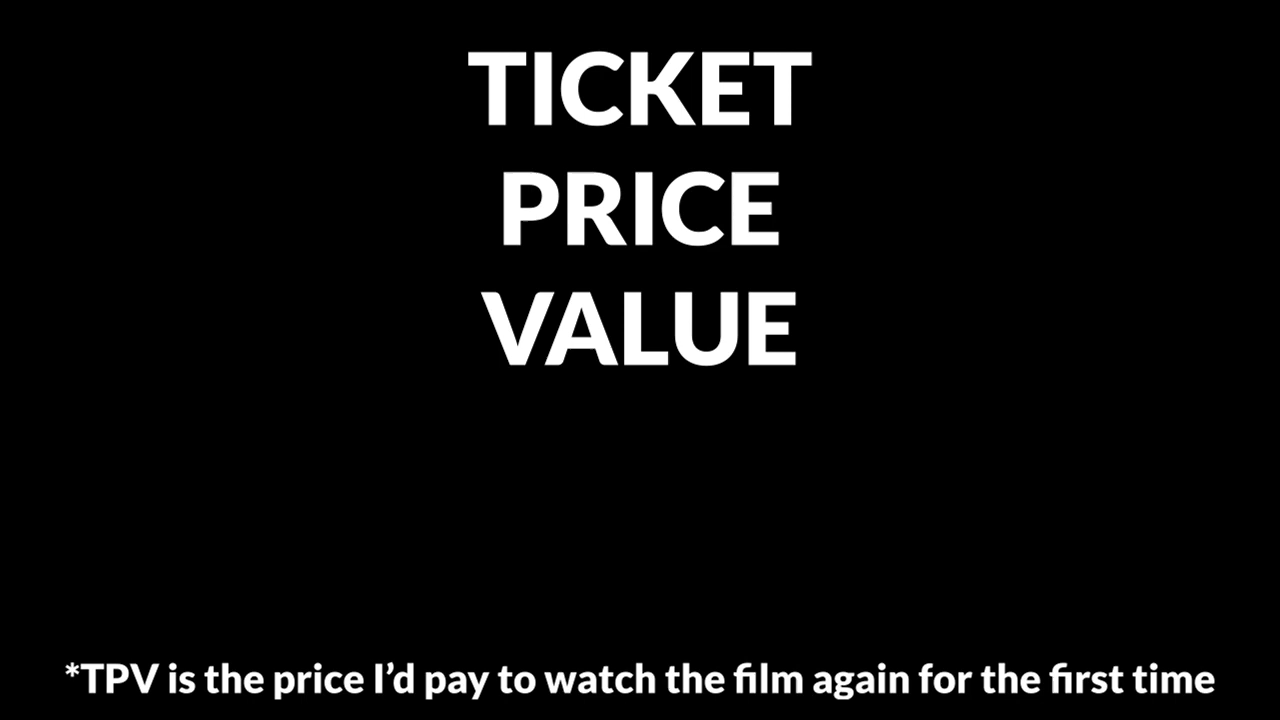 TICKET
PRICE
VALUE
*TPV is the price I’d pay to watch the film again for the first time